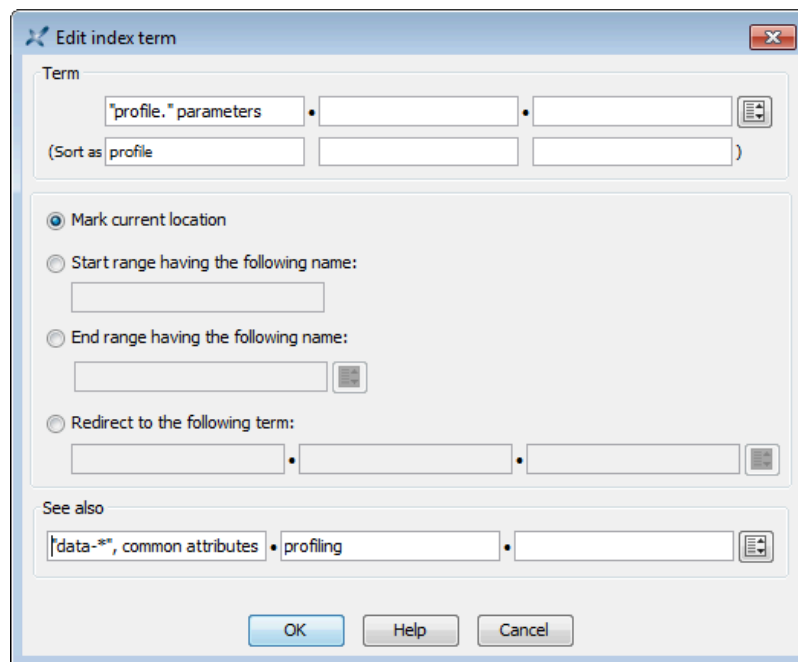 Edit index term
Term
"profile." parameters • •
(Sort as profile )
Mark current location
Start range having the following name:
End range having the following name:
Redirect to the following term:
• •
See also
"data-*", common attributes • profiling •
OK Help Cancel